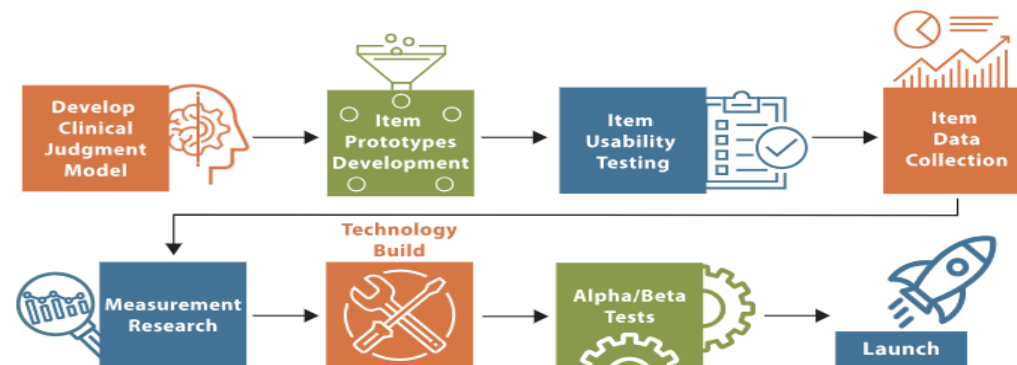 Develop
Clinical
Judgment
Model
Item
Prototypes
Development
Item
Usability
Testing
Item
Data
Collection
Measurement
Research
Technology
Build
Alpha/Beta
Tests
Launch